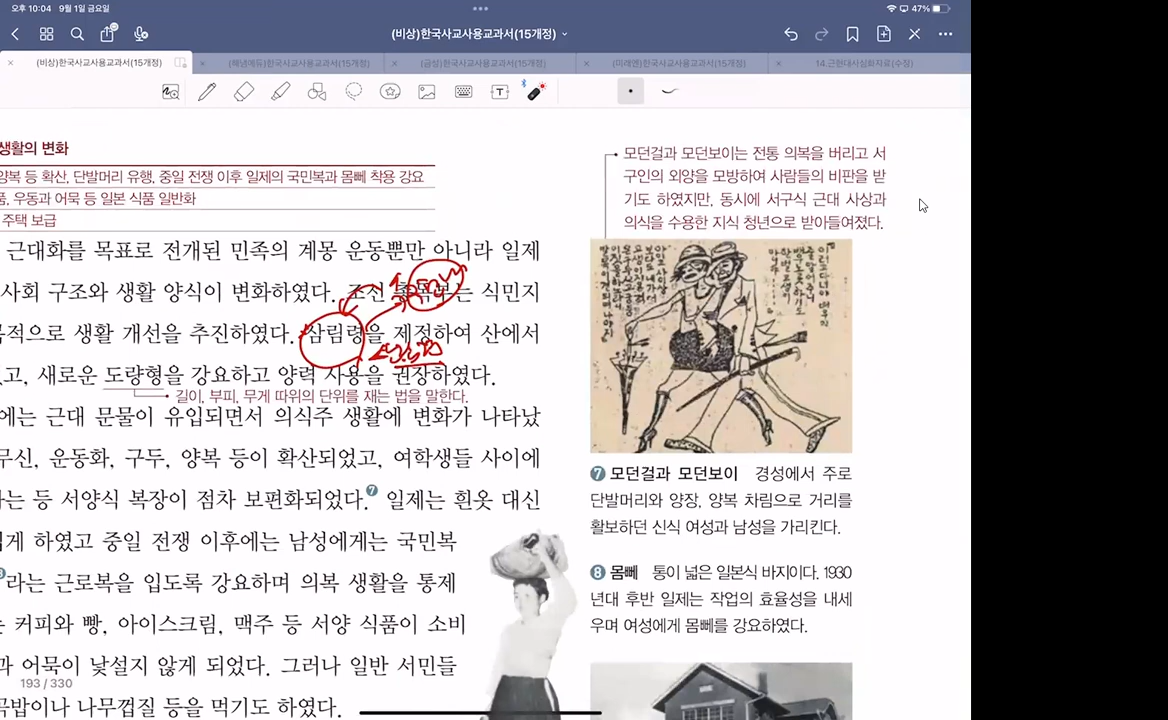 오후 10:04 9월 1일 금요일
47%
(비상)한국사교사용교과서(15개정)
(비상)한국사교사용교과서(15개정)
(해냄에듀)한국사교사용교과서(15개정)
(금성)한국사교사용교과서(15개정)
(미래엔)한국사교사용교과서(15개정)
14.근현대사심화자료(수정)
생활의 변화
양복 등 확산, 단발머리 유행, 중일 전쟁 이후 일제의 국민복과 몸뻬 착용 강요
품, 우동과 어묵 등 일본 식품 일반화
주택 보급
근대화를 목표로 전개된 민족의 계몽 운동뿐만 아니라 일제
사회 구조와 생활 양식이 변화하였다. 조선 총독부는 식민지
목적으로 생활 개선을 추진하였다. 삼림령을 제정하여 산에서
고, 새로운 도량형을 강요하고 양력 사용을 권장하였다.
길이, 부피, 무게 따위의 단위를 재는 법을 말한다.
에는 근대 문물이 유입되면서 의식주 생활에 변화가 나타났
무신, 운동화, 구두, 양복 등이 확산되었고, 여학생들 사이에
하는 등 서양식 복장이 점차 보편화되었다.7 일제는 흰옷 대신
입게 하였고 중일 전쟁 이후에는 남성에게는 국민복
라는 근로복을 입도록 강요하며 의복 생활을 통제
는 커피와 빵, 아이스크림, 맥주 등 서양 식품이 소비
과 어묵이 낯설지 않게 되었다. 그러나 일반 서민들
193 / 330
곡밥이나 나무껍질 등을 먹기도 하였다.
모던걸과 모던보이는 전통 의복을 버리고 서
구인의 외양을 모방하여 사람들의 비판을 받
기도 하였지만, 동시에 서구식 근대 사상과
의식을 수용한 지식 청년으로 받아들여졌다.
7 모던걸과 모던보이 경성에서 주로
단발머리와 양장, 양복 차림으로 거리를
활보하던 신식 여성과 남성을 가리킨다.
8 몸뻬 통이 넓은 일본식 바지이다. 1930
년대 후반 일제는 작업의 효율성을 내세
우며 여성에게 몸뻬를 강요하였다.